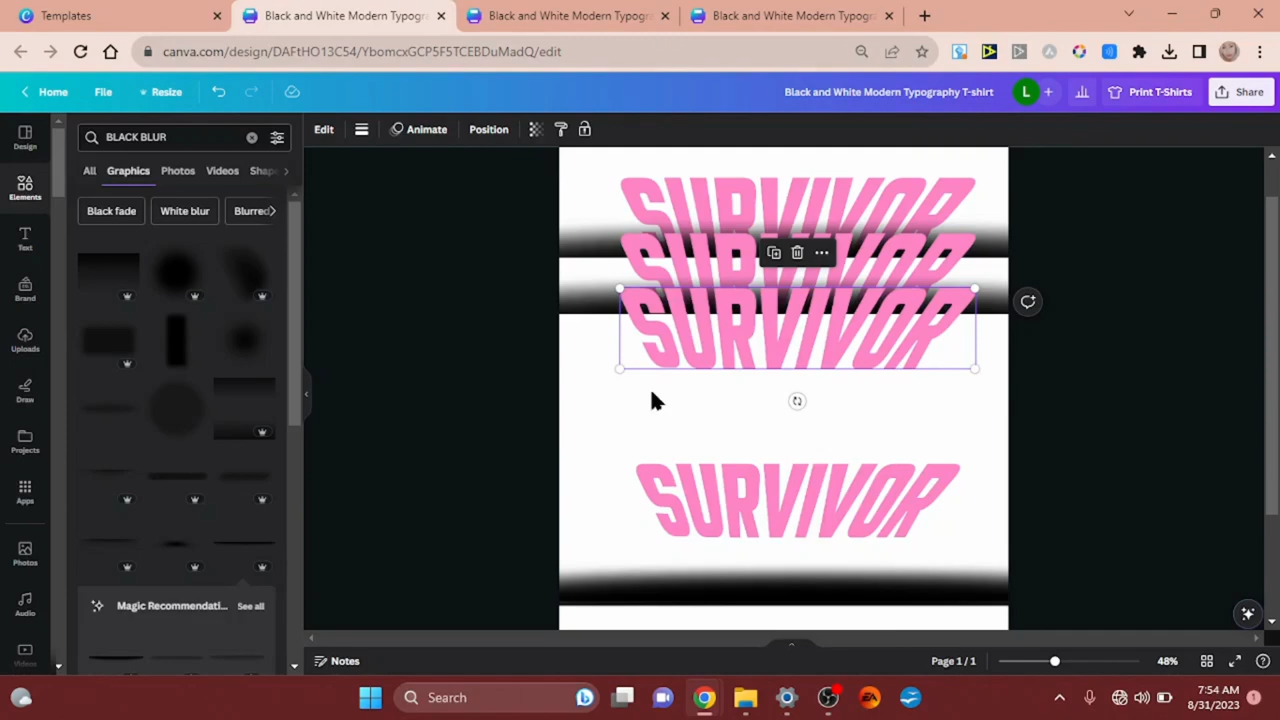 Templates
Black and White Modern Typogr
Black and White Modern Typogr
Black and White Modern Typogr
canva.com/design/DAFtHO13C54/YbomcxGCP5F5TCEBDuMadQ/edit
Home File Resize Black and White Modern Typography T-shirt L Print T-Shirts Share
Design
BLACK BLUR
Edit Animate Position
All Graphics Photos Videos Shap
Elements
Black fade White blur Blurred
Text
Brand
Uploads
Draw
Projects
Apps
Photos
Audio
Videos
Magic Recommendati... See all
SURVIVOR
SURVIVOR
SURVIVOR
SURVIVOR
Notes Page 1 / 1 48%
Search
7:54 AM
8/31/2023
1